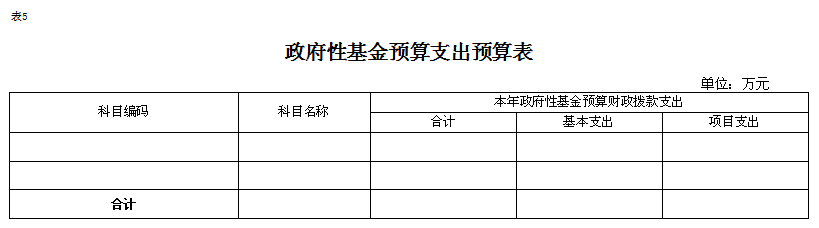 表5
政府性基金预算支出预算表
单位：万元
科目编码 科目名称 本年政府性基金预算财政拨款支出
合计 基本支出 项目支出
合计